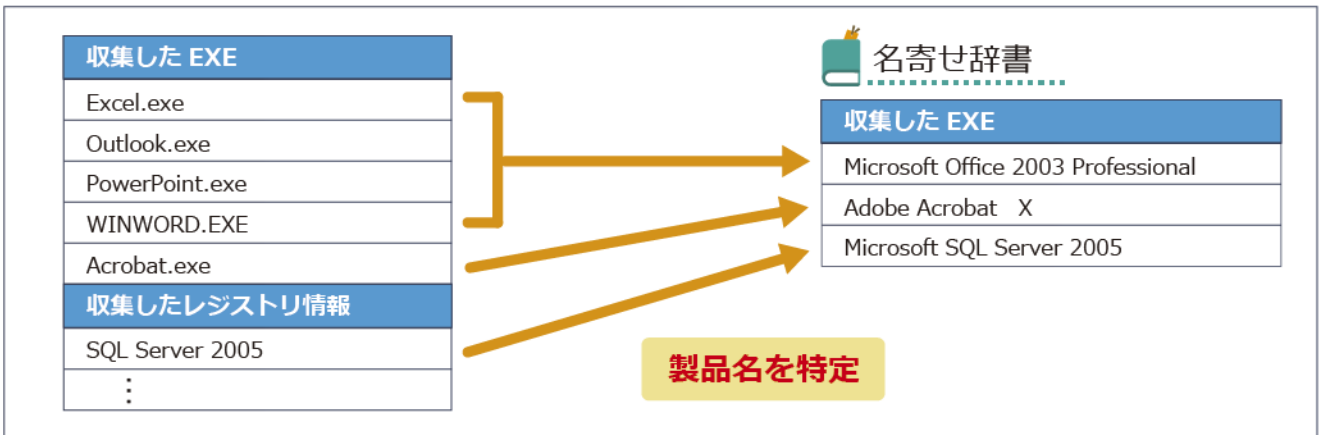 収集した EXE
Excel.exe
Outlook.exe
PowerPoint.exe
WINWORD.EXE
Acrobat.exe
収集したレジストリ情報
SQL Server 2005
⋮
名寄せ辞書
収集した EXE
Microsoft Office 2003 Professional
Adobe Acrobat X
Microsoft SQL Server 2005
製品名を特定